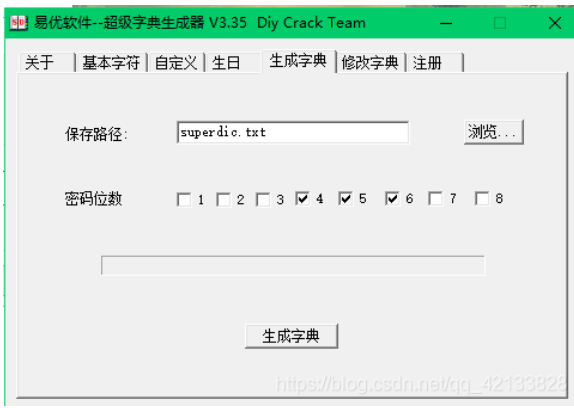 易优软件--超级字典生成器 V3.35 Diy Crack Team
关于 基本字符 自定义 生日 生成字典 修改字典 注册
保存路径: superdic.txt 浏览...
密码位数 1 2 3 4 5 6 7 8
生成字典
https://blog.csdn.net/qq_42133828